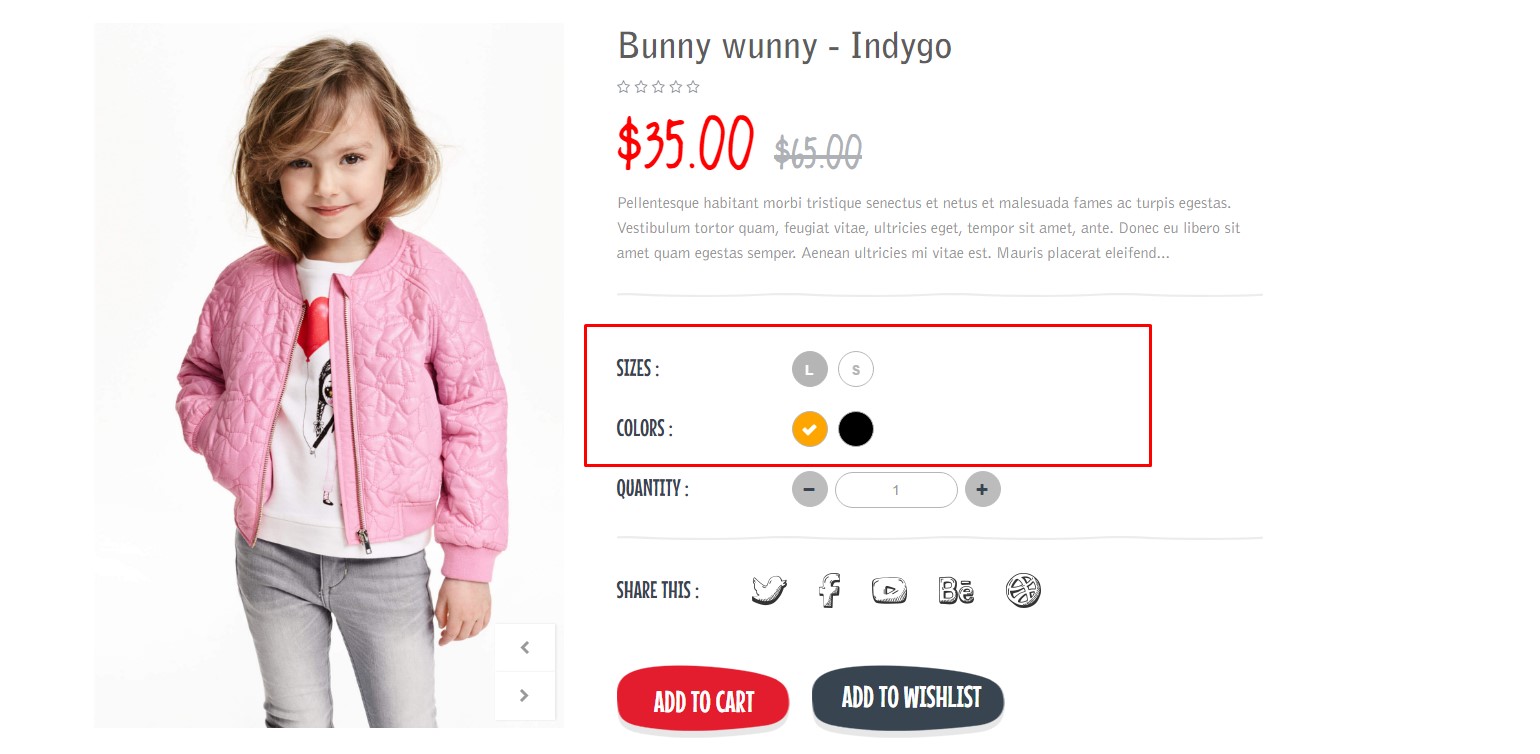 Bunny wunny - Indygo
$35.00 $65.00
Pellentesque habitant morbi tristique senectus et netus et malesuada fames ac turpis egestas.
Vestibulum tortor quam, feugiat vitae, ultricies eget, tempor sit amet, ante. Donec eu libero sit
amet quam egestas semper. Aenean ultricies mi vitae est. Mauris placerat eleifend...
SIZES : L S
COLORS :
QUANTITY : − 1 +
SHARE THIS : f Bē
ADD TO CART ADD TO WISHLIST